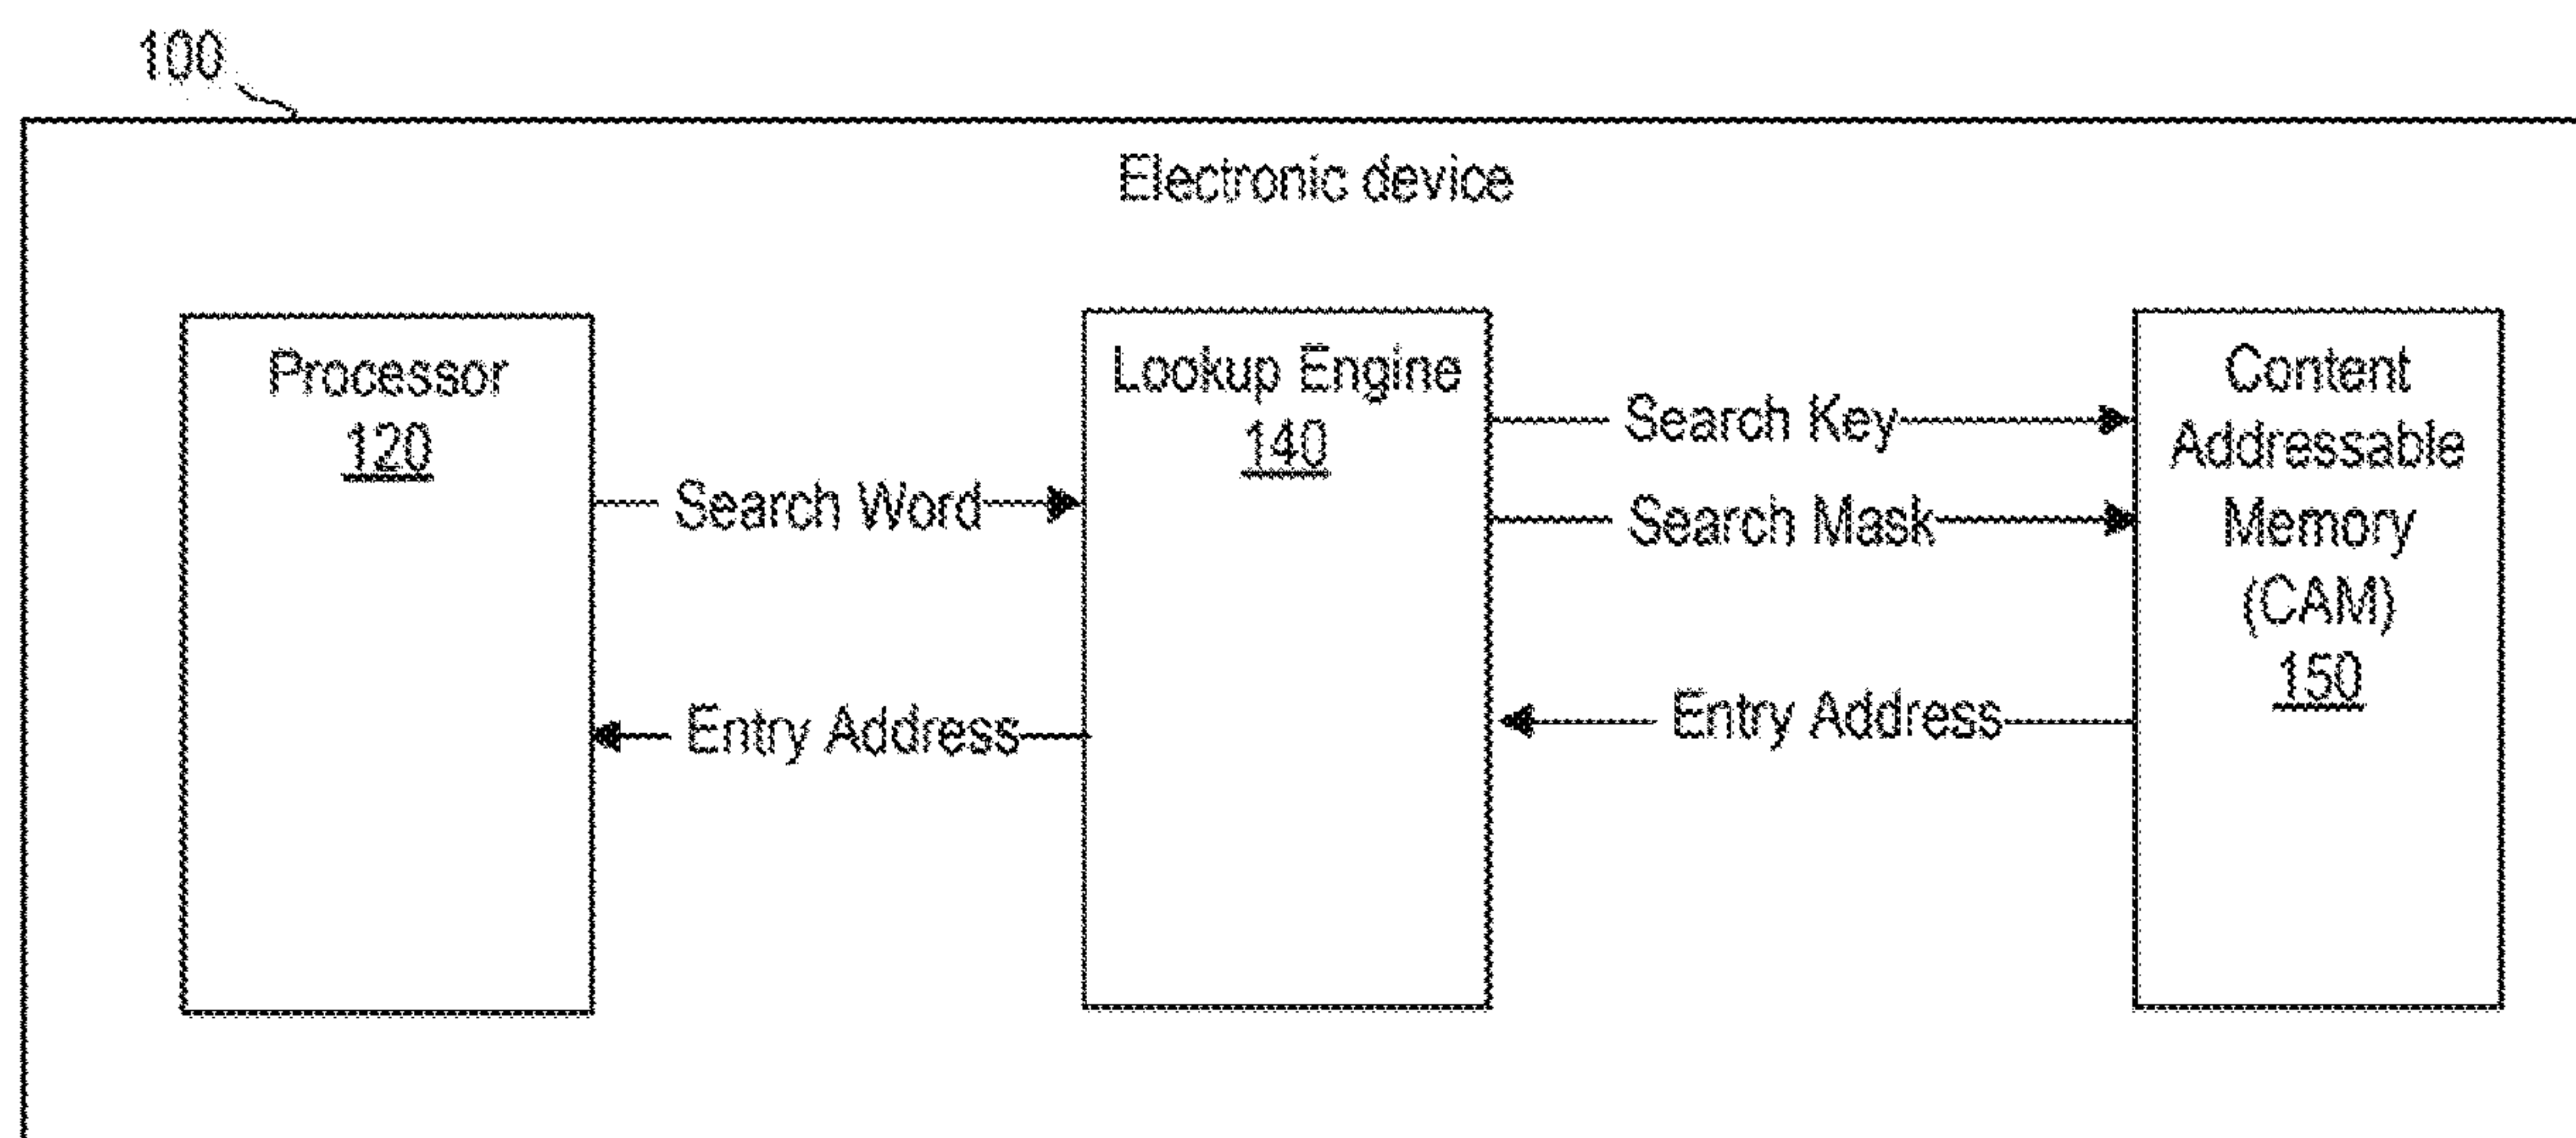 100
Electronic device
Processor
120
Search Word
Entry Address
Lookup Engine
140
Search Key
Search Mask
Entry Address
Content
Addressable
Memory
(CAM)
150